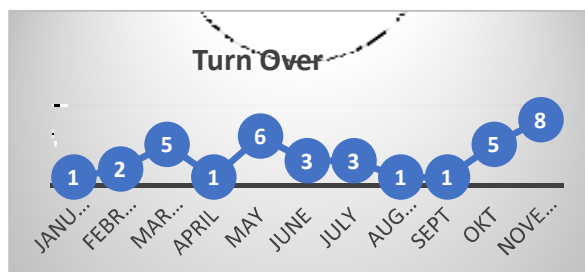 Turn Over
1 2 5 1 6 3 3 1 1 5 8
JANU... FEBR... MAR... APRIL MAY JUNE JULY AUG... SEPT OKT NOVE...